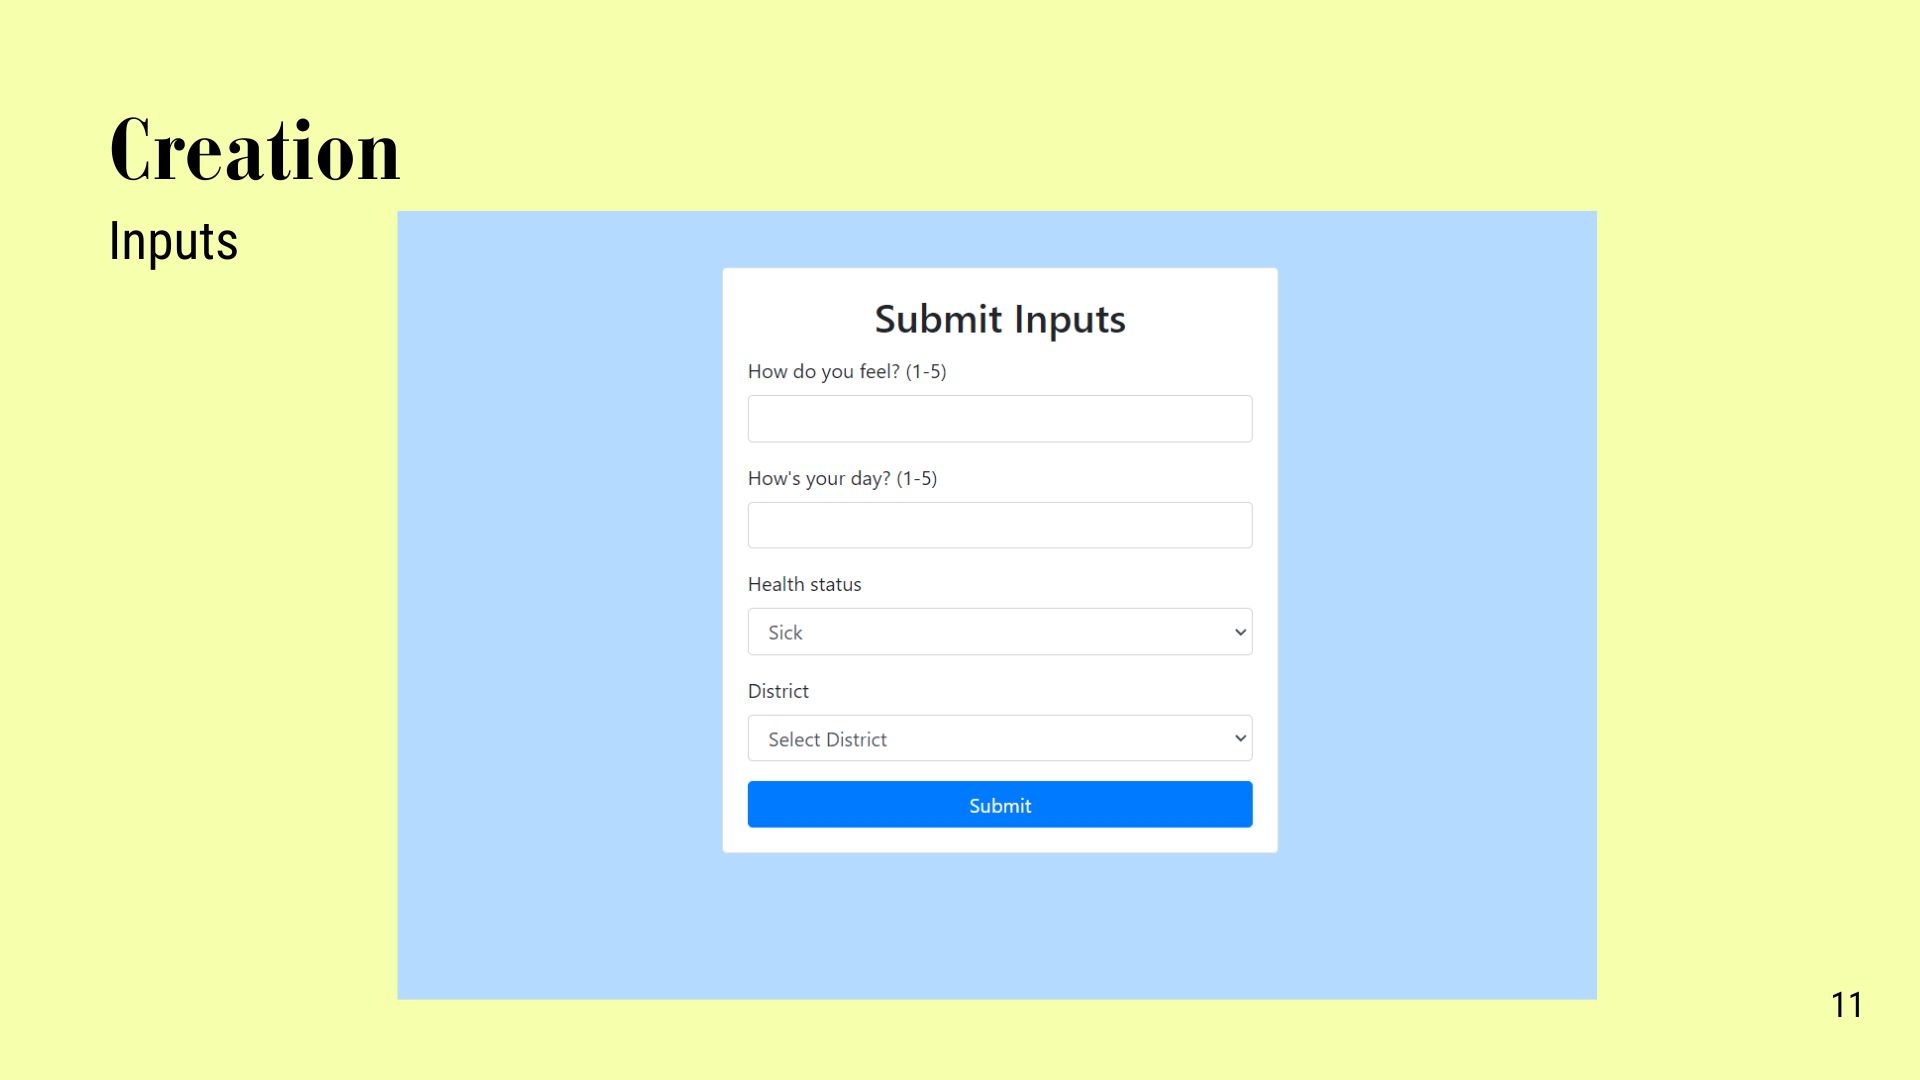 Creation
Inputs
Submit Inputs
How do you feel? (1-5)
How's your day? (1-5)
Health status
Sick
District
Select District
Submit
11